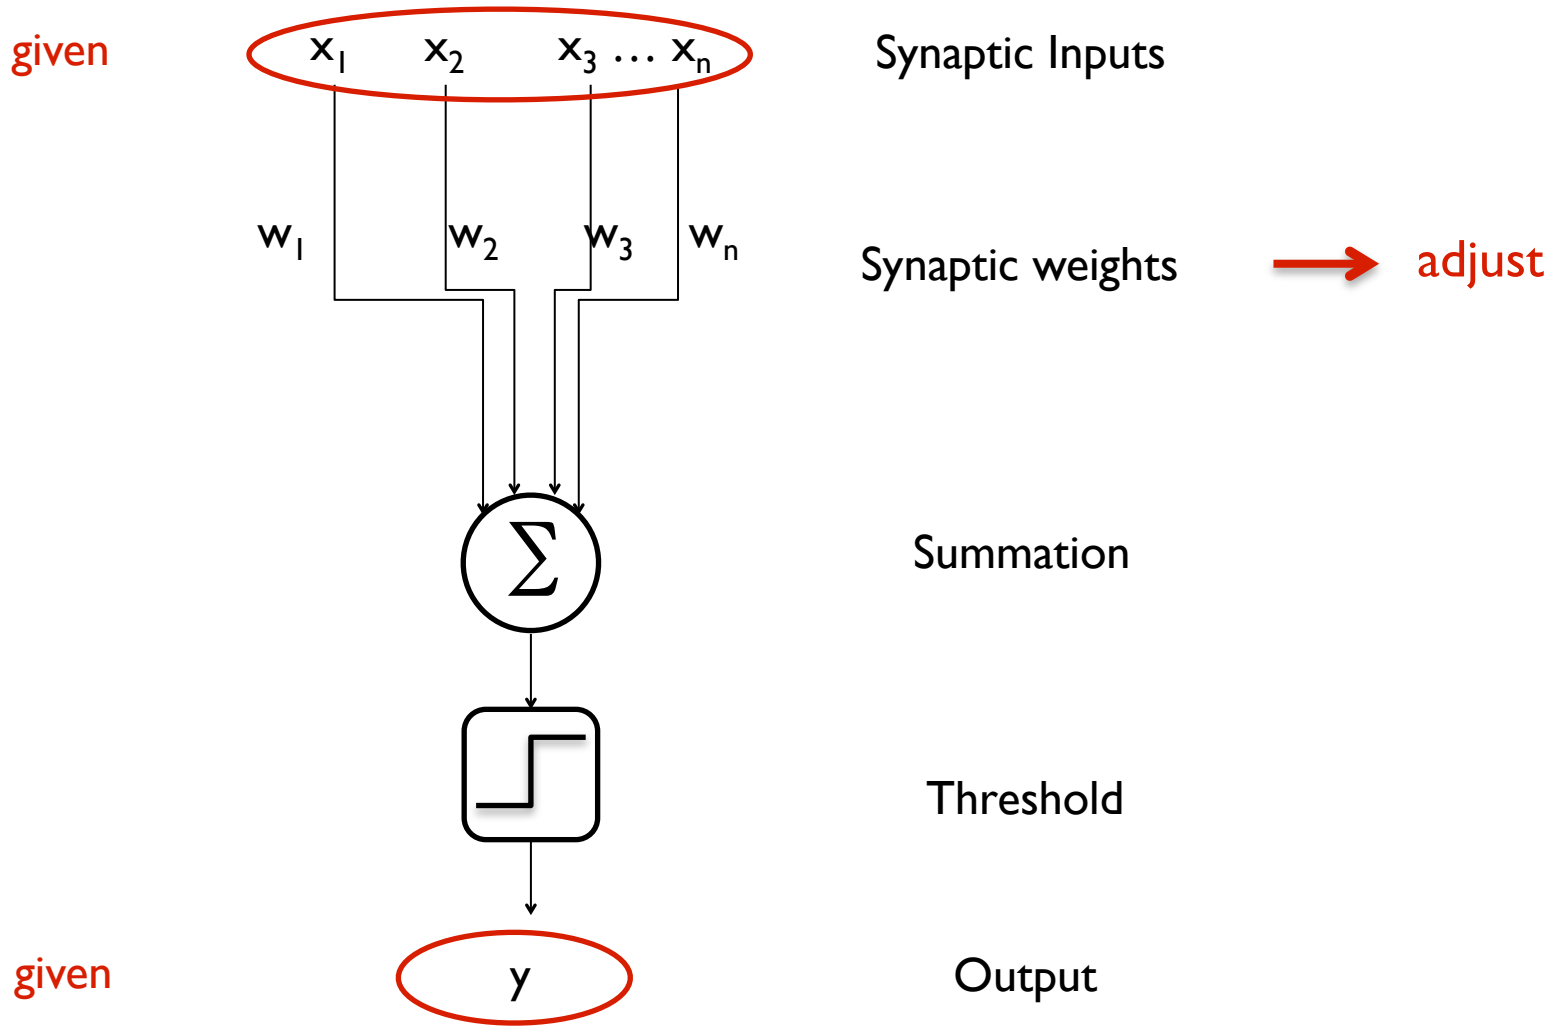 given x₁ x₂ x₃ … xₙ Synaptic Inputs
w₁ w₂ w₃ wₙ Synaptic weights adjust
Σ Summation
Threshold
given y Output